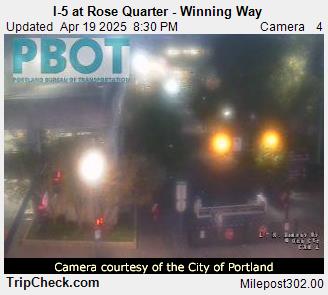 I-5 at Rose Quarter - Winning Way
Updated Apr 19 2025 8:30 PM Camera 4
PBOT
PORTLAND BUREAU OF TRANSPORTATION
Camera courtesy of the City of Portland
TripCheck.com Milepost302.00